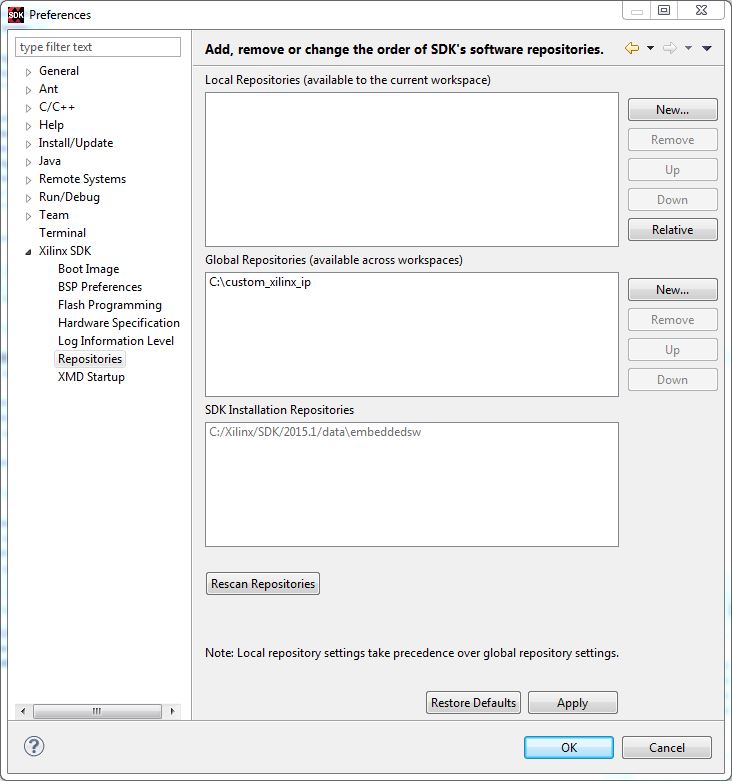 SDK Preferences
type filter text
General
Ant
C/C++
Help
Install/Update
Java
Remote Systems
Run/Debug
Team
Terminal
Xilinx SDK
Boot Image
BSP Preferences
Flash Programming
Hardware Specification
Log Information Level
Repositories
XMD Startup
Add, remove or change the order of SDK's software repositories.
Local Repositories (available to the current workspace)
New...
Remove
Up
Down
Relative
Global Repositories (available across workspaces)
C:\custom_xilinx_ip
New...
Remove
Up
Down
SDK Installation Repositories
C:/Xilinx/SDK/2015.1/data\embeddedsw
Rescan Repositories
Note: Local repository settings take precedence over global repository settings.
Restore Defaults
Apply
?
OK
Cancel